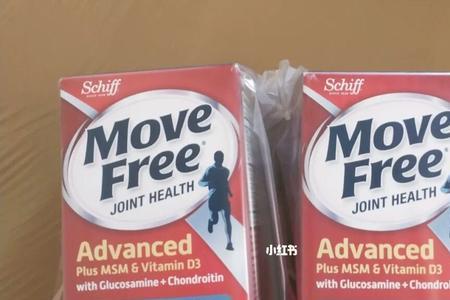 Schiff
Move
Free®
JOINT HEALTH
Advanced
Plus MSM & Vitamin D3
with Glucosamine + Chondroitin
小红书
Schiff
Move
Free
JOINT HEALTH
Advanced
Plus MSM & Vitamin D3
with Glucosamine + Chondroitin